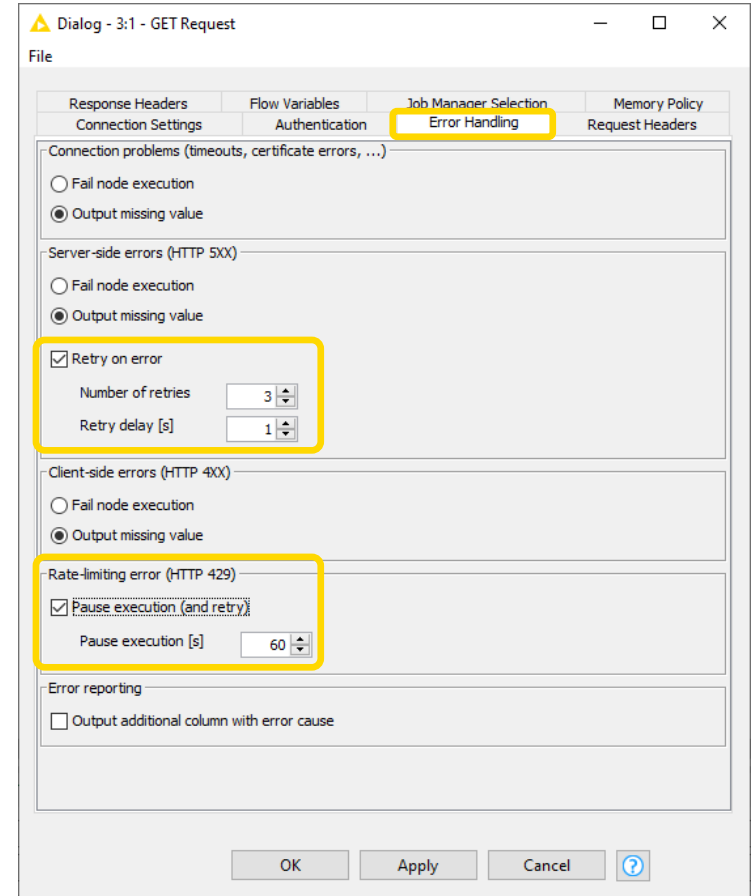 Dialog - 3:1 - GET Request
File
Response Headers Flow Variables Job Manager Selection Memory Policy
Connection Settings Authentication Error Handling Request Headers
Connection problems (timeouts, certificate errors, ...)
Fail node execution
Output missing value
Server-side errors (HTTP 5XX)
Fail node execution
Output missing value
Retry on error
Number of retries 3
Retry delay [s] 1
Client-side errors (HTTP 4XX)
Fail node execution
Output missing value
Rate-limiting error (HTTP 429)
Pause execution (and retry)
Pause execution [s] 60
Error reporting
Output additional column with error cause
OK Apply Cancel ?